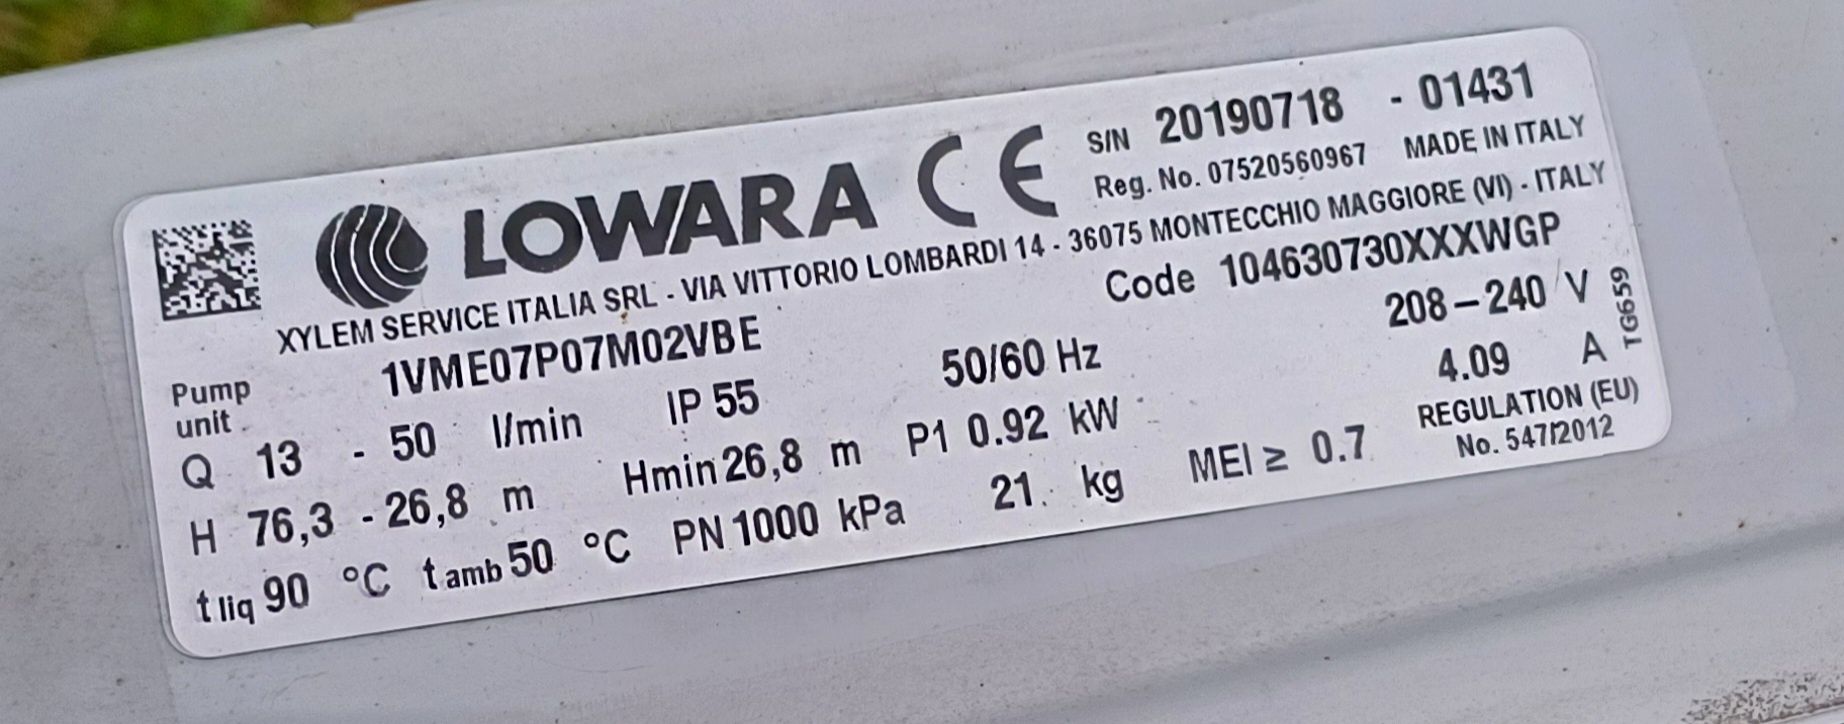 LOWARA CE S/N 20190718 - 01431
Reg. No. 07520560967 MADE IN ITALY
XYLEM SERVICE ITALIA SRL - VIA VITTORIO LOMBARDI 14 - 36075 MONTECCHIO MAGGIORE (VI) - ITALY
Pump unit 1VME07P07M02VBE Code 104630730XXXWGP
Q 13 - 50 l/min IP 55 50/60 Hz 208-240 V
H 76,3 - 26,8 m Hmin 26,8 m P1 0.92 kW 4.09 A
t liq 90 °C t amb 50 °C PN 1000 kPa 21 kg MEI ≥ 0.7 REGULATION (EU)
No. 547/2012
TG659